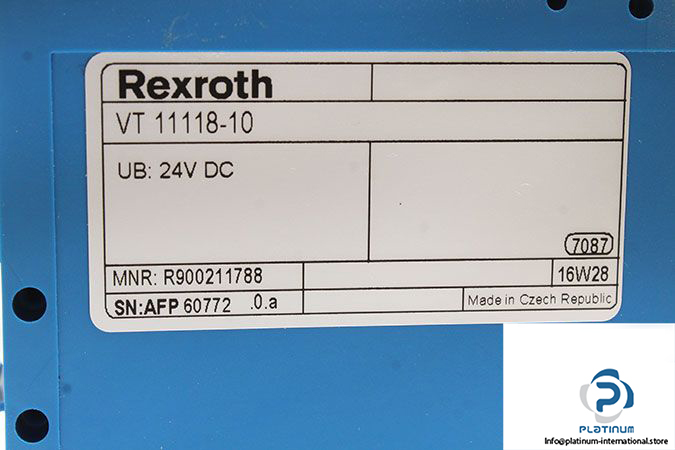 Rexroth
VT 11118-10
UB: 24V DC
7087
MNR: R900211788
16W28
SN:AFP 60772 .0.a
Made in Czech Republic
PLATINUM
Info@platinum-international.store